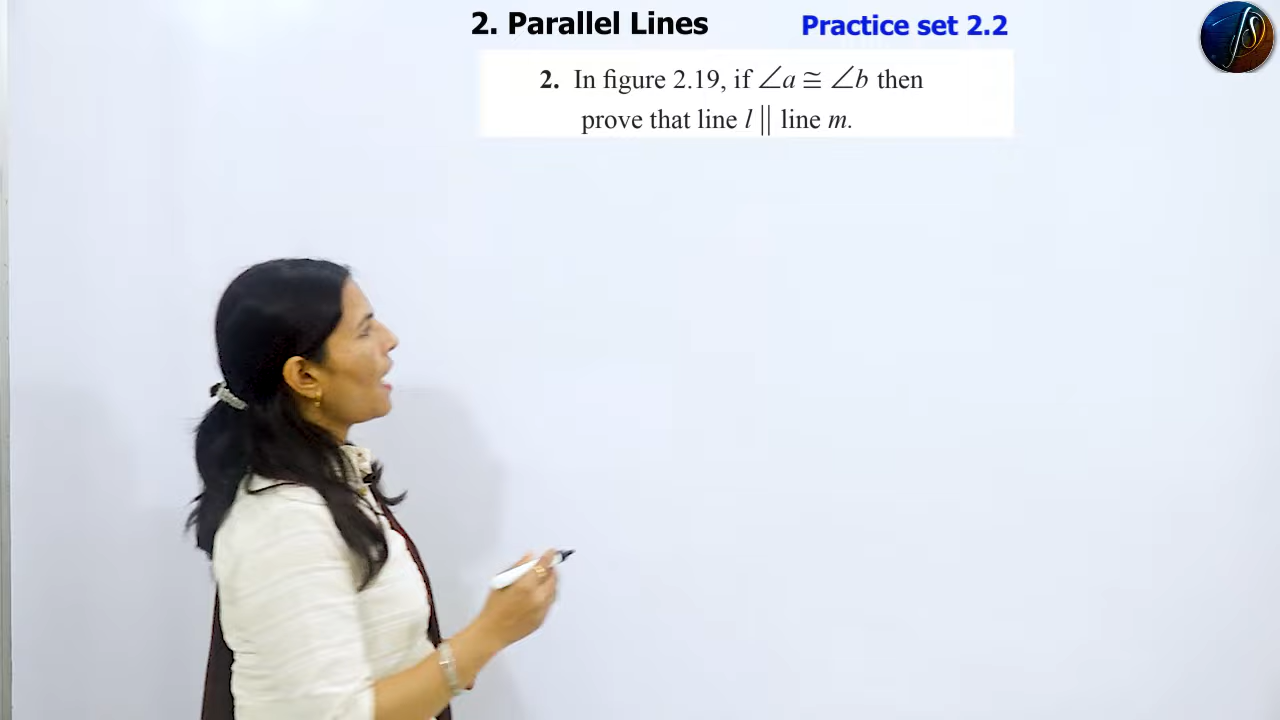 2. Parallel Lines Practice set 2.2
2. In figure 2.19, if ∠a ≅ ∠b then
prove that line l || line m.